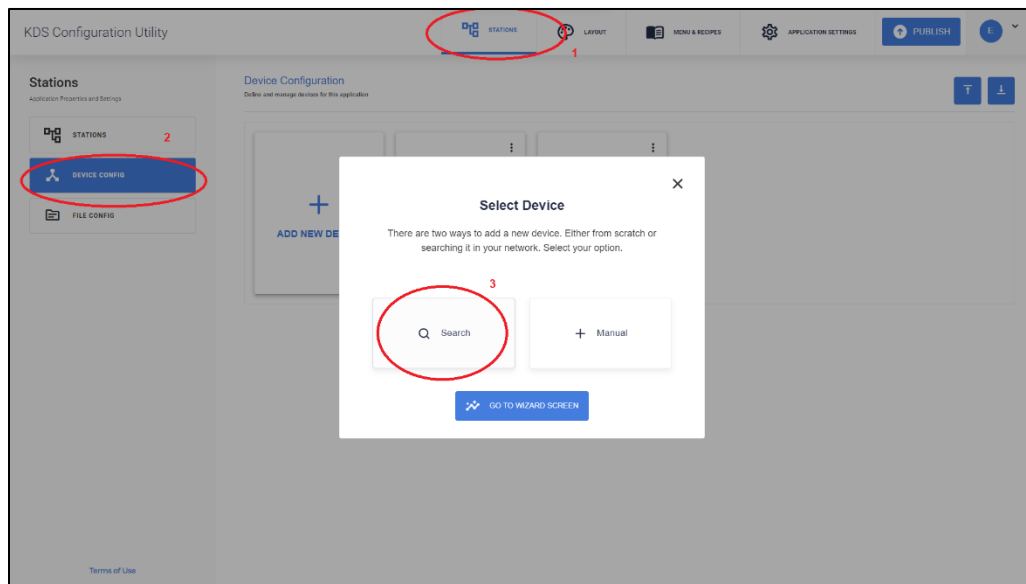 KDS Configuration Utility
STATIONS
LAYOUT
MENU & RECIPES
APPLICATION SETTINGS
PUBLISH
E
1
Stations
Application Properties and Settings
Device Configuration
Define and manage devices for this application
STATIONS
2
DEVICE CONFIG
FILE CONFIG
ADD NEW DE
Select Device
There are two ways to add a new device. Either from scratch or
searching it in your network. Select your option.
3
Search
Manual
GO TO WIZARD SCREEN
Terms of Use